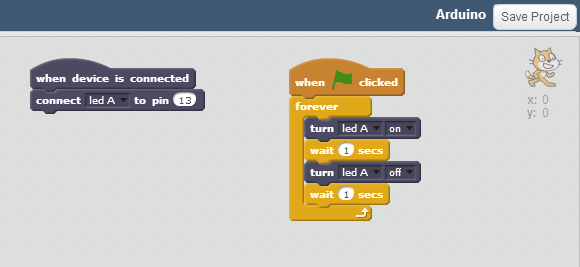 Arduino Save Project
when device is connected
connect led A to pin 13
when clicked
forever
turn led A on
wait 1 secs
turn led A off
wait 1 secs
x: 0
y: 0